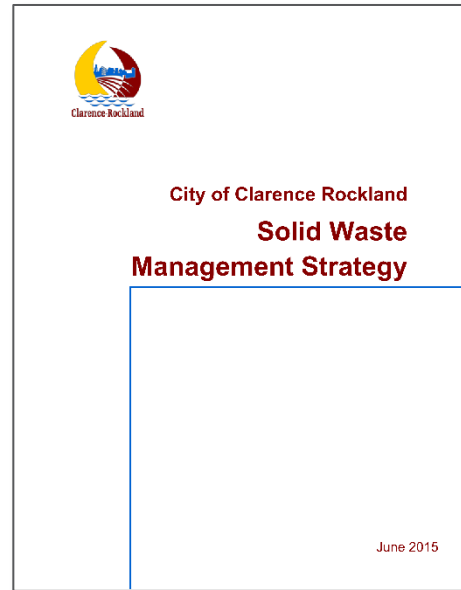 Clarence-Rockland
City of Clarence Rockland
Solid Waste
Management Strategy
June 2015